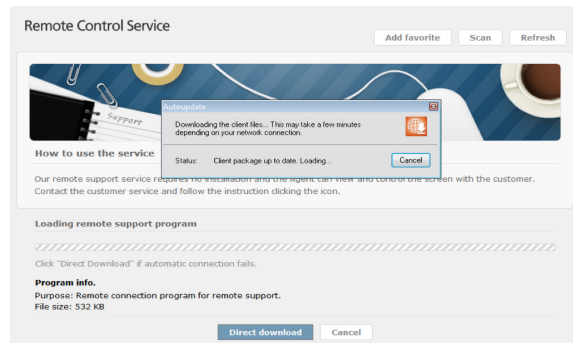 Remote Control Service
Add favorite
Scan
Refresh
Support
Autoupdate
Downloading the client files... This may take a few minutes
depending on your network connection.
Status: Client package up to date. Loading...
Cancel
How to use the service
Our remote support service requires no installation and the Agent can view and control the screen with the customer.
Contact the customer service and follow the instruction clicking the icon.
Loading remote support program
Click "Direct Download" if automatic connection fails.
Program info.
Purpose: Remote connection program for remote support.
File size: 532 KB
Direct download
Cancel